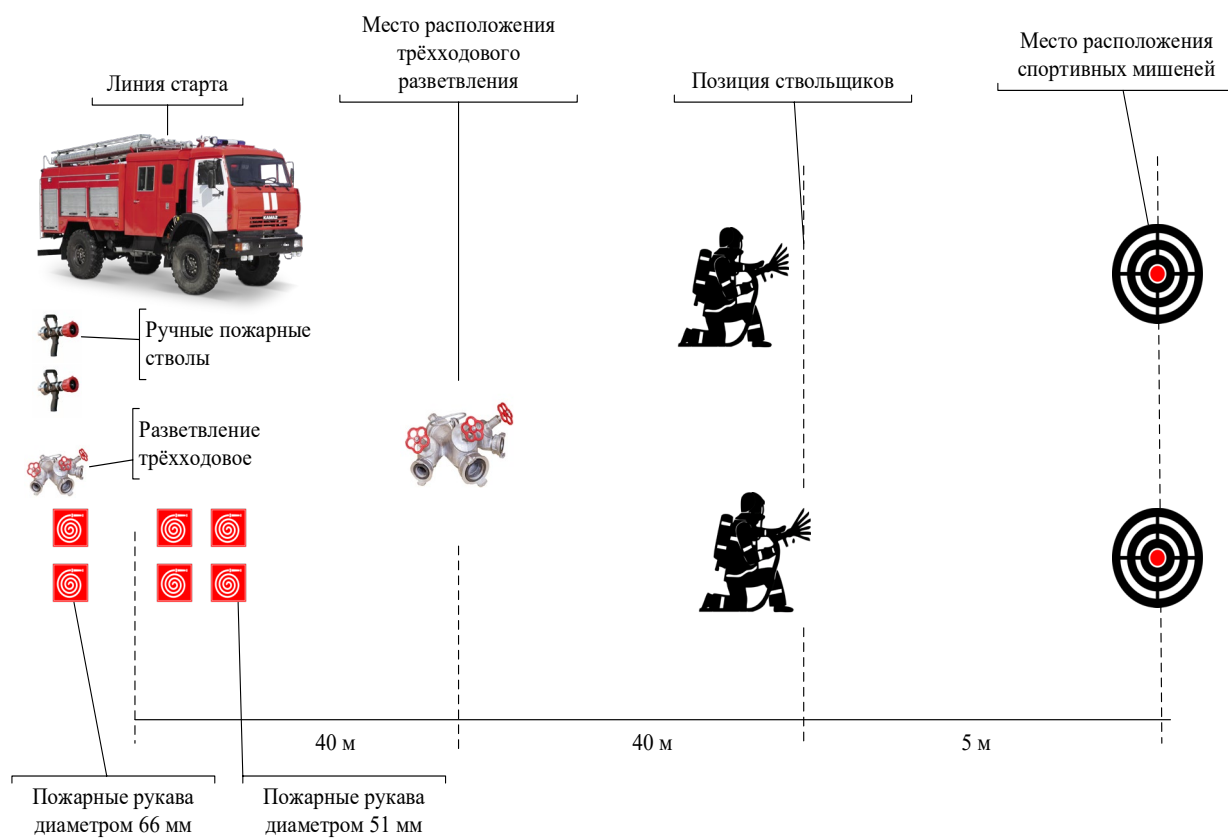 Место расположения
трёхходового
разветвления
Линия старта
Позиция ствольщиков
Место расположения
спортивных мишеней
Ручные пожарные
стволы
Разветвление
трёхходовое
40 м
40 м
5 м
Пожарные рукава
диаметром 66 мм
Пожарные рукава
диаметром 51 мм